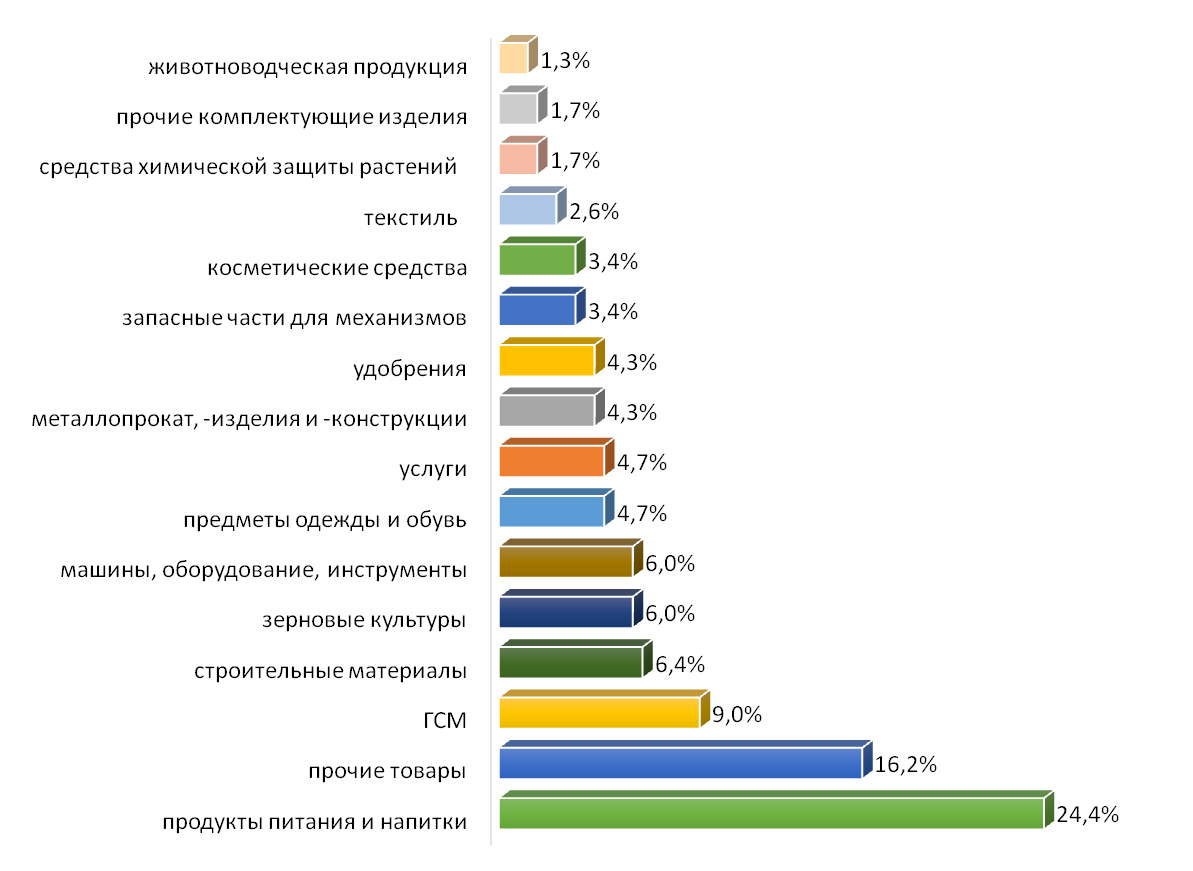 животноводческая продукция 1,3%
прочие комплектующие изделия 1,7%
средства химической защиты растений 1,7%
текстиль 2,6%
косметические средства 3,4%
запасные части для механизмов 3,4%
удобрения 4,3%
металлопрокат, -изделия и -конструкции 4,3%
услуги 4,7%
предметы одежды и обувь 4,7%
машины, оборудование, инструменты 6,0%
зерновые культуры 6,0%
строительные материалы 6,4%
ГСМ 9,0%
прочие товары 16,2%
продукты питания и напитки 24,4%